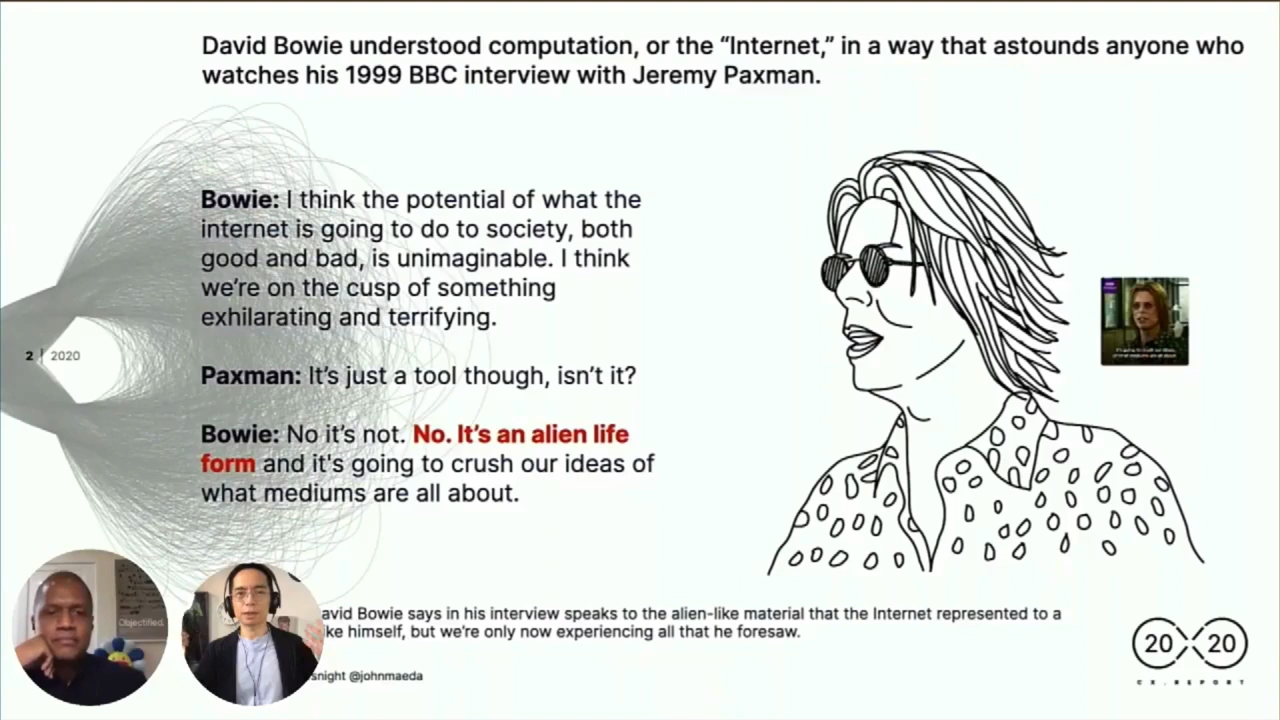 David Bowie understood computation, or the “Internet,” in a way that astounds anyone who
watches his 1999 BBC interview with Jeremy Paxman.
Bowie: I think the potential of what the
internet is going to do to society, both
good and bad, is unimaginable. I think
we’re on the cusp of something
exhilarating and terrifying.
Paxman: It’s just a tool though, isn’t it?
Bowie: No it’s not. No. It’s an alien life
form and it's going to crush our ideas of
what mediums are all about.
2 | 2020
Objectified.
avid Bowie says in his interview speaks to the alien-like material that the Internet represented to a
ike himself, but we’re only now experiencing all that he foresaw.
snight @johnmaeda
20 20
CX.REPORT